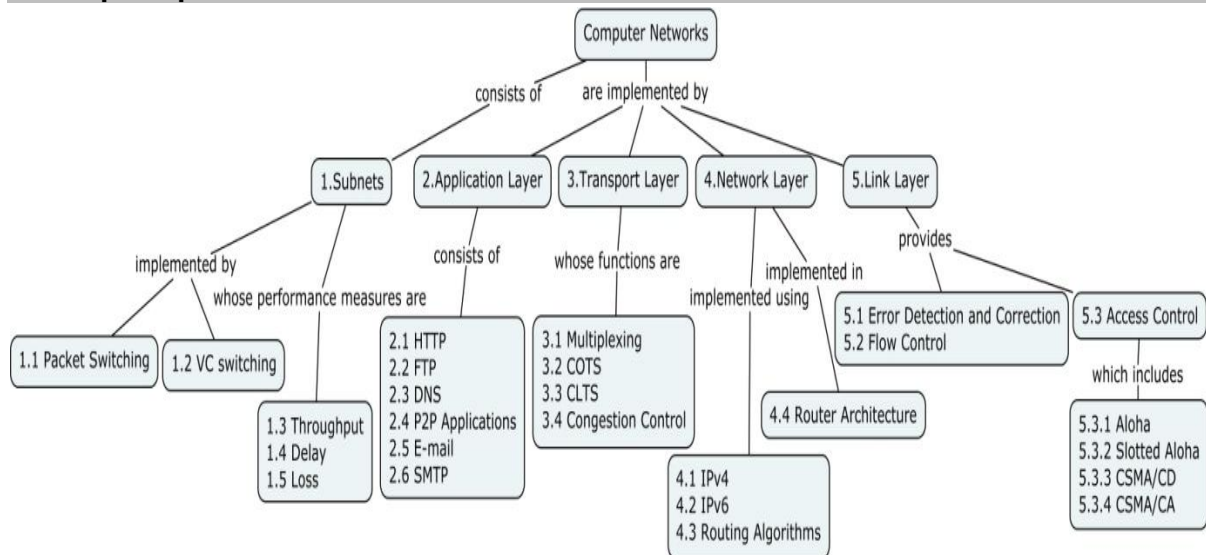 Computer Networks
consists of
are implemented by
1.Subnets
2.Application Layer
3.Transport Layer
4.Network Layer
5.Link Layer
implemented by
whose performance measures are
consists of
whose functions are
implemented using
implemented in
provides
1.1 Packet Switching
1.2 VC switching
1.3 Throughput
1.4 Delay
1.5 Loss
2.1 HTTP
2.2 FTP
2.3 DNS
2.4 P2P Applications
2.5 E-mail
2.6 SMTP
3.1 Multiplexing
3.2 COTS
3.3 CLTS
3.4 Congestion Control
4.1 IPv4
4.2 IPv6
4.3 Routing Algorithms
4.4 Router Architecture
5.1 Error Detection and Correction
5.2 Flow Control
5.3 Access Control
which includes
5.3.1 Aloha
5.3.2 Slotted Aloha
5.3.3 CSMA/CD
5.3.4 CSMA/CA